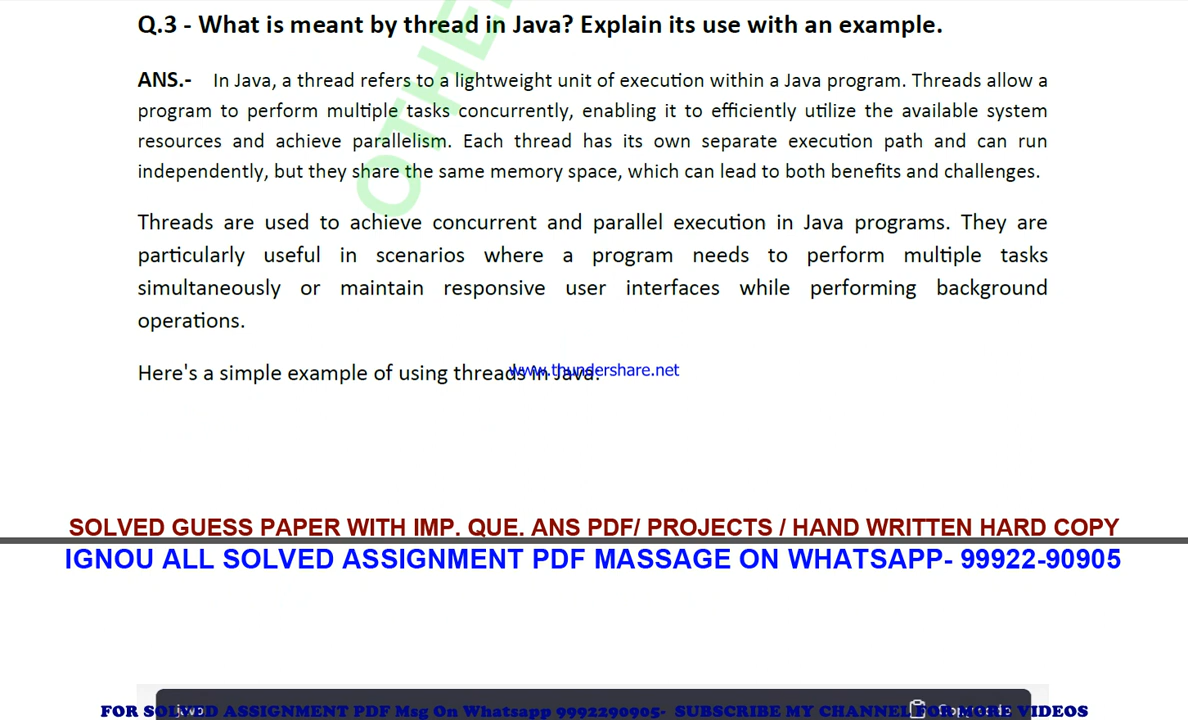 Q.3 - What is meant by thread in Java? Explain its use with an example.
ANS.- In Java, a thread refers to a lightweight unit of execution within a Java program. Threads allow a
program to perform multiple tasks concurrently, enabling it to efficiently utilize the available system
resources and achieve parallelism. Each thread has its own separate execution path and can run
independently, but they share the same memory space, which can lead to both benefits and challenges.
OTHE
Threads are used to achieve concurrent and parallel execution in Java programs. They are
particularly useful in scenarios where a program needs to perform multiple tasks
simultaneously or maintain responsive user interfaces while performing background
operations.
Here's a simple example of using threads in Java:
www.thundershare.net
SOLVED GUESS PAPER WITH IMP. QUE. ANS PDF/ PROJECTS / HAND WRITTEN HARD COPY
IGNOU ALL SOLVED ASSIGNMENT PDF MASSAGE ON WHATSAPP- 99922-90905
FOR SOLVED ASSIGNMENT PDF Msg On Whatsapp 9992290905- SUBSCRIBE MY CHANNEL FOR MORE VIDEOS